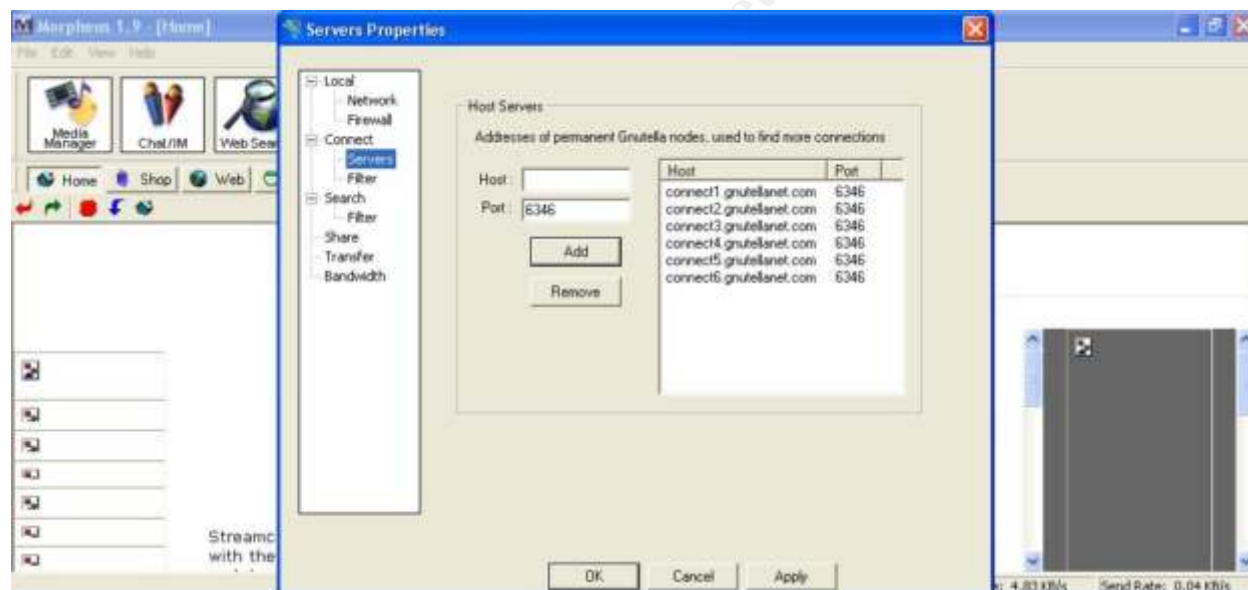 Morpheus 1.9 - [Home]
File Edit View Help
Media Manager
Chat/IM
Web Sea
Home Shop Web
Servers Properties
Local
Network
Firewall
Connect
Servers
Filter
Search
Filter
Share
Transfer
Bandwidth
Host Servers
Addresses of permanent Gnutella nodes, used to find more connections
Host :
Port : 6346
Add
Remove
Host Port
connect1.gnutellanet.com 6346
connect2.gnutellanet.com 6346
connect3.gnutellanet.com 6346
connect4.gnutellanet.com 6346
connect5.gnutellanet.com 6346
connect6.gnutellanet.com 6346
Streamc
with the
OK Cancel Apply
4.83 KB/s Send Rate: 0.04 KB/s